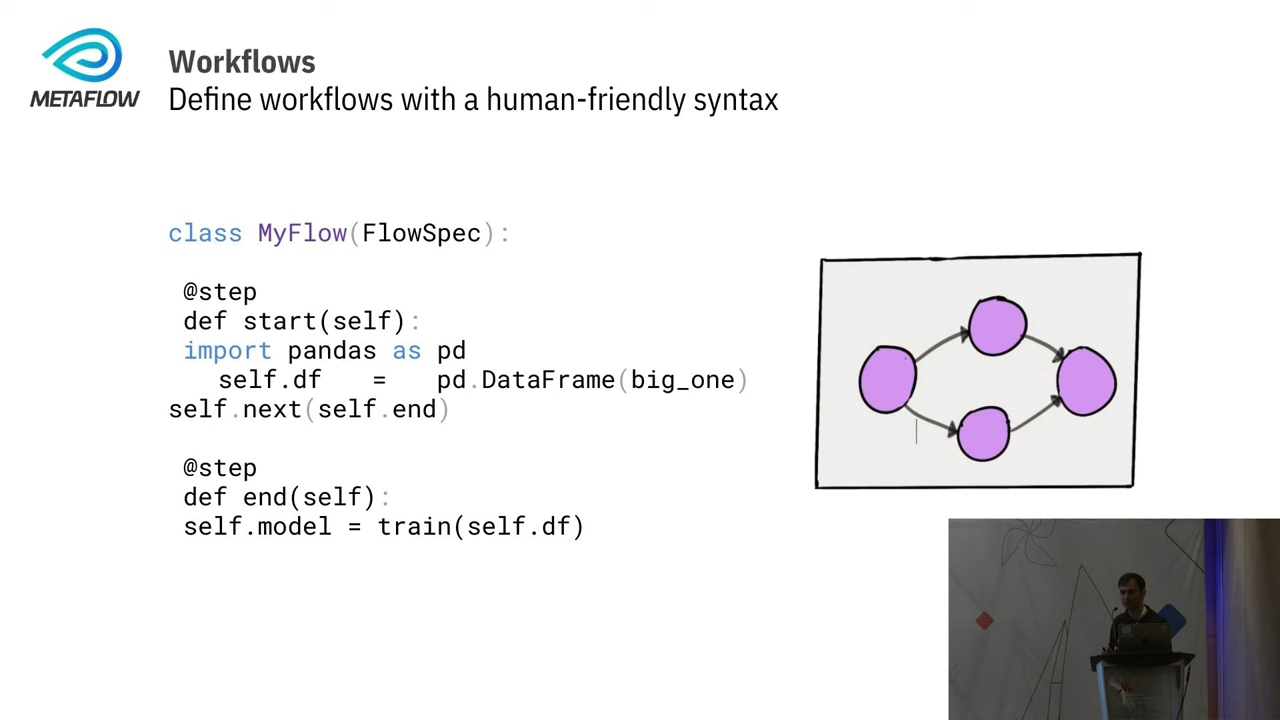 METAFLOW
Workflows
Define workflows with a human-friendly syntax
class MyFlow(FlowSpec):
@step
def start(self):
import pandas as pd
self.df = pd.DataFrame(big_one)
self.next(self.end)
@step
def end(self):
self.model = train(self.df)